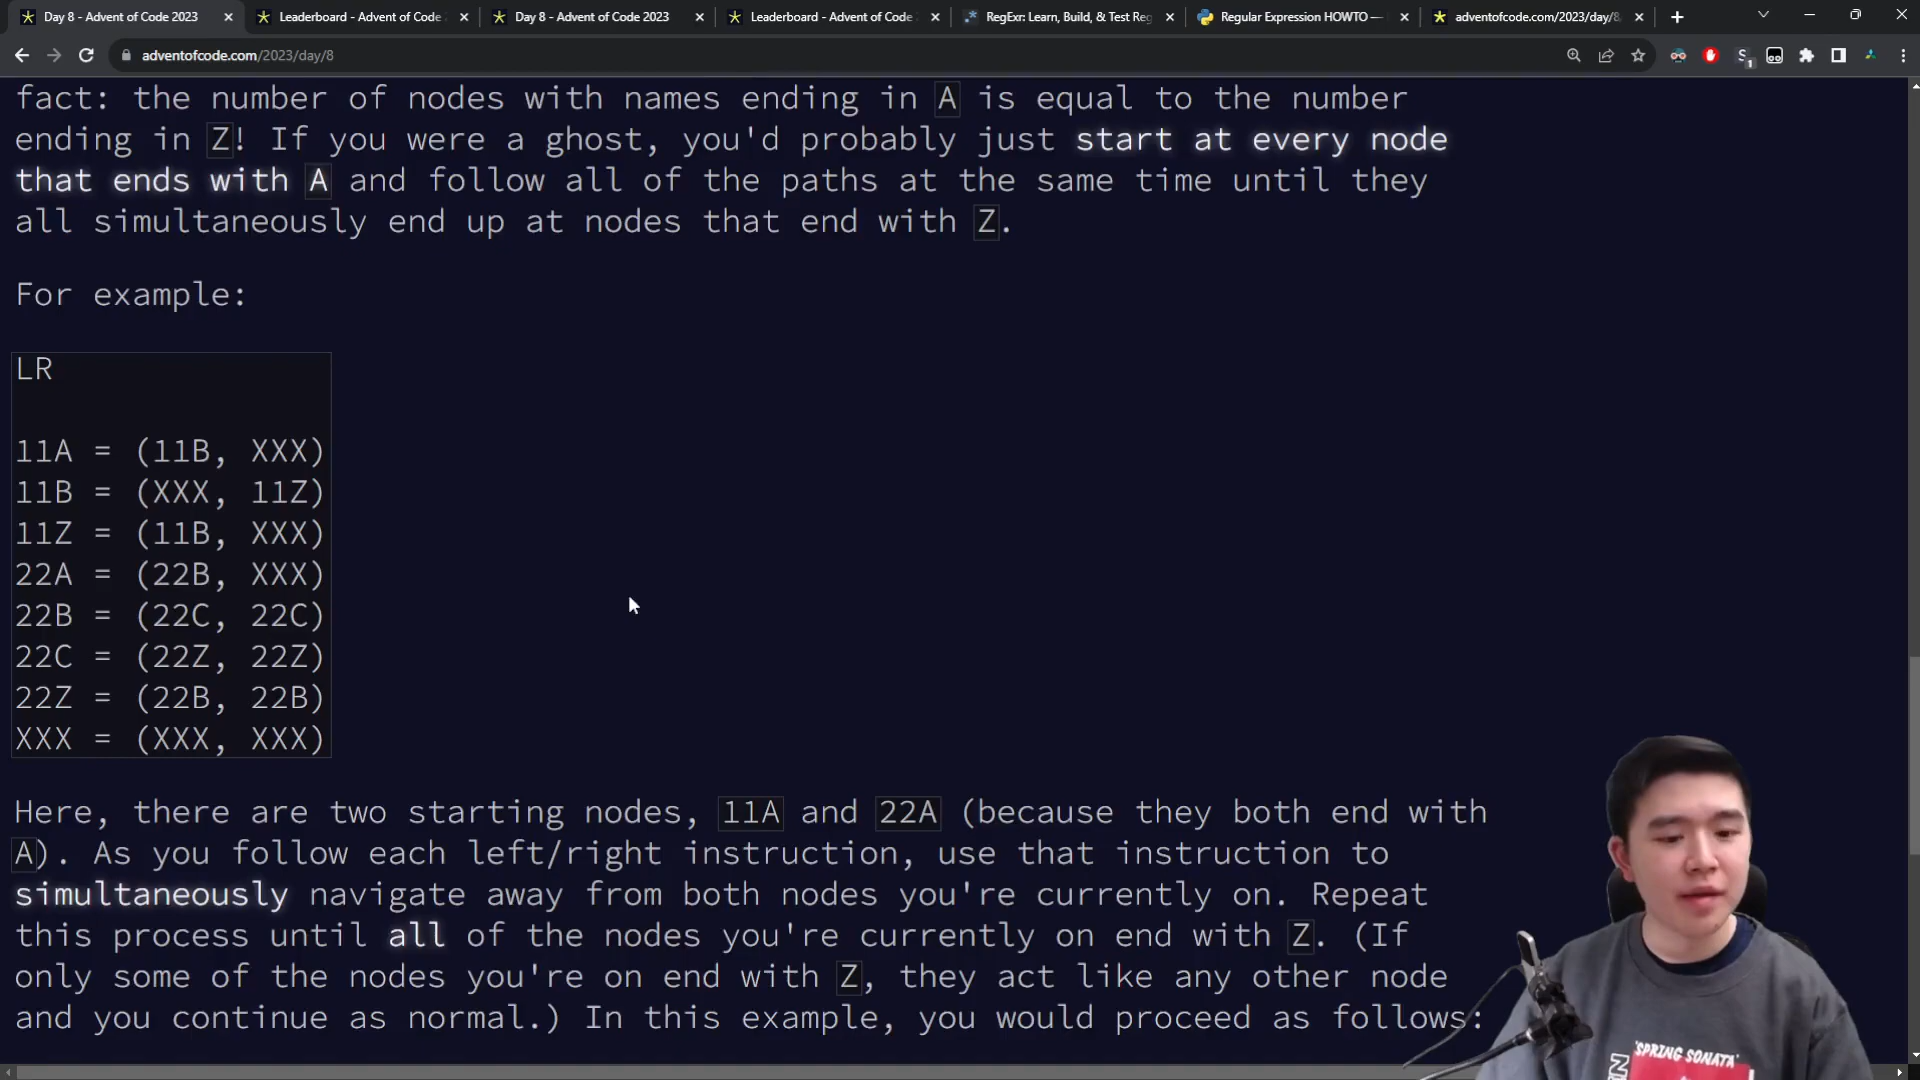 Day 8 - Advent of Code 2023
Leaderboard - Advent of Code
Day 8 - Advent of Code 2023
Leaderboard - Advent of Code
RegExr: Learn, Build, & Test Reg
Regular Expression HOWTO —
adventofcode.com/2023/day/8
adventofcode.com/2023/day/8
fact: the number of nodes with names ending in A is equal to the number
ending in Z! If you were a ghost, you'd probably just start at every node
that ends with A and follow all of the paths at the same time until they
all simultaneously end up at nodes that end with Z.
For example:
LR
11A = (11B, XXX)
11B = (XXX, 11Z)
11Z = (11B, XXX)
22A = (22B, XXX)
22B = (22C, 22C)
22C = (22Z, 22Z)
22Z = (22B, 22B)
XXX = (XXX, XXX)
Here, there are two starting nodes, 11A and 22A (because they both end with
A). As you follow each left/right instruction, use that instruction to
simultaneously navigate away from both nodes you're currently on. Repeat
this process until all of the nodes you're currently on end with Z. (If
only some of the nodes you're on end with Z, they act like any other node
and you continue as normal.) In this example, you would proceed as follows:
'SPRING SONATA'